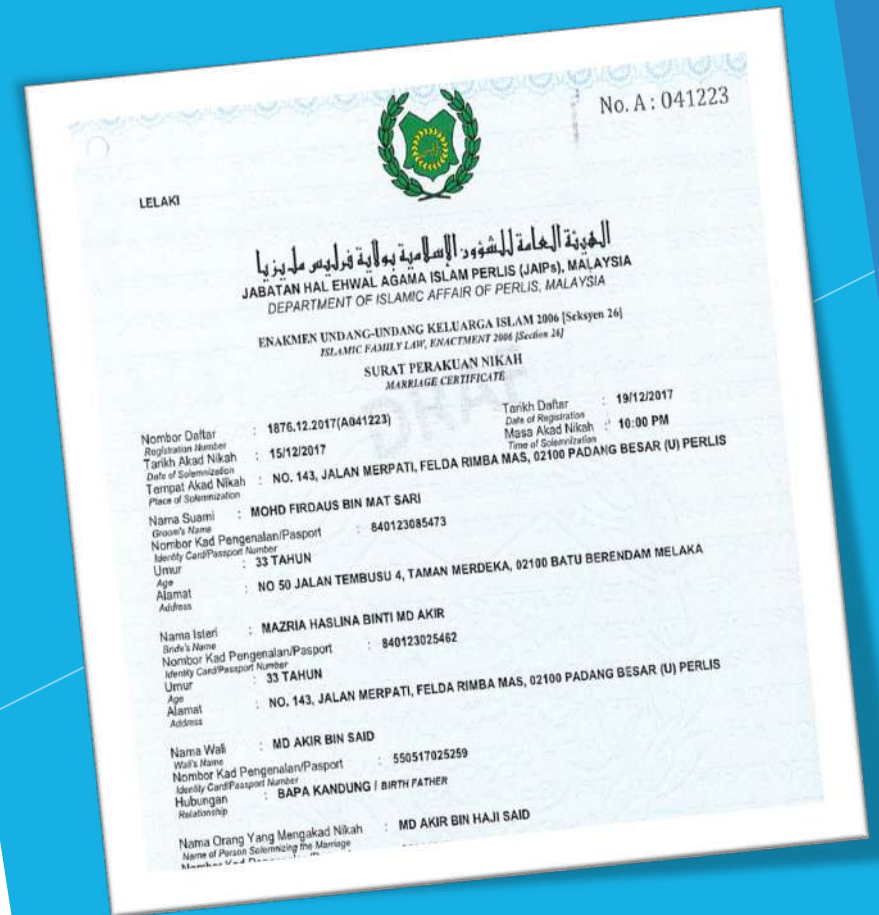 No. A : 041223
LELAKI
الهيئة العامة للشؤون الإسلامية بولاية فرليس مليزيا
JABATAN HAL EHWAL AGAMA ISLAM PERLIS (JAIPs), MALAYSIA
DEPARTMENT OF ISLAMIC AFFAIR OF PERLIS, MALAYSIA
ENAKMEN UNDANG-UNDANG KELUARGA ISLAM 2006 [Seksyen 26]
ISLAMIC FAMILY LAW, ENACTMENT 2006 [Section 26]
SURAT PERAKUAN NIKAH
MARRIAGE CERTIFICATE
Nombor Daftar : 1876.12.2017(A041223) Tarikh Daftar : 19/12/2017
Registration Number Date of Registration
Tarikh Akad Nikah : 15/12/2017 Masa Akad Nikah : 10:00 PM
Date of Solemnization Time of Solemnization
Tempat Akad Nikah : NO. 143, JALAN MERPATI, FELDA RIMBA MAS, 02100 PADANG BESAR (U) PERLIS
Place of Solemnization
Nama Suami : MOHD FIRDAUS BIN MAT SARI
Groom's Name
Nombor Kad Pengenalan/Pasport : 840123085473
Identity Card/Passport Number
Umur : 33 TAHUN
Age
Alamat : NO 50 JALAN TEMBUSU 4, TAMAN MERDEKA, 02100 BATU BERENDAM MELAKA
Address
Nama Isteri : MAZRIA HASLINA BINTI MD AKIR
Bride's Name
Nombor Kad Pengenalan/Pasport : 840123025462
Identity Card/Passport Number
Umur : 33 TAHUN
Age
Alamat : NO. 143, JALAN MERPATI, FELDA RIMBA MAS, 02100 PADANG BESAR (U) PERLIS
Address
Nama Wali : MD AKIR BIN SAID
Wali's Name
Nombor Kad Pengenalan/Pasport : 550517025259
Identity Card/Passport Number
Hubungan : BAPA KANDUNG / BIRTH FATHER
Relationship
Nama Orang Yang Mengakad Nikah : MD AKIR BIN HAJI SAID
Name of Person Solemnizing the Marriage